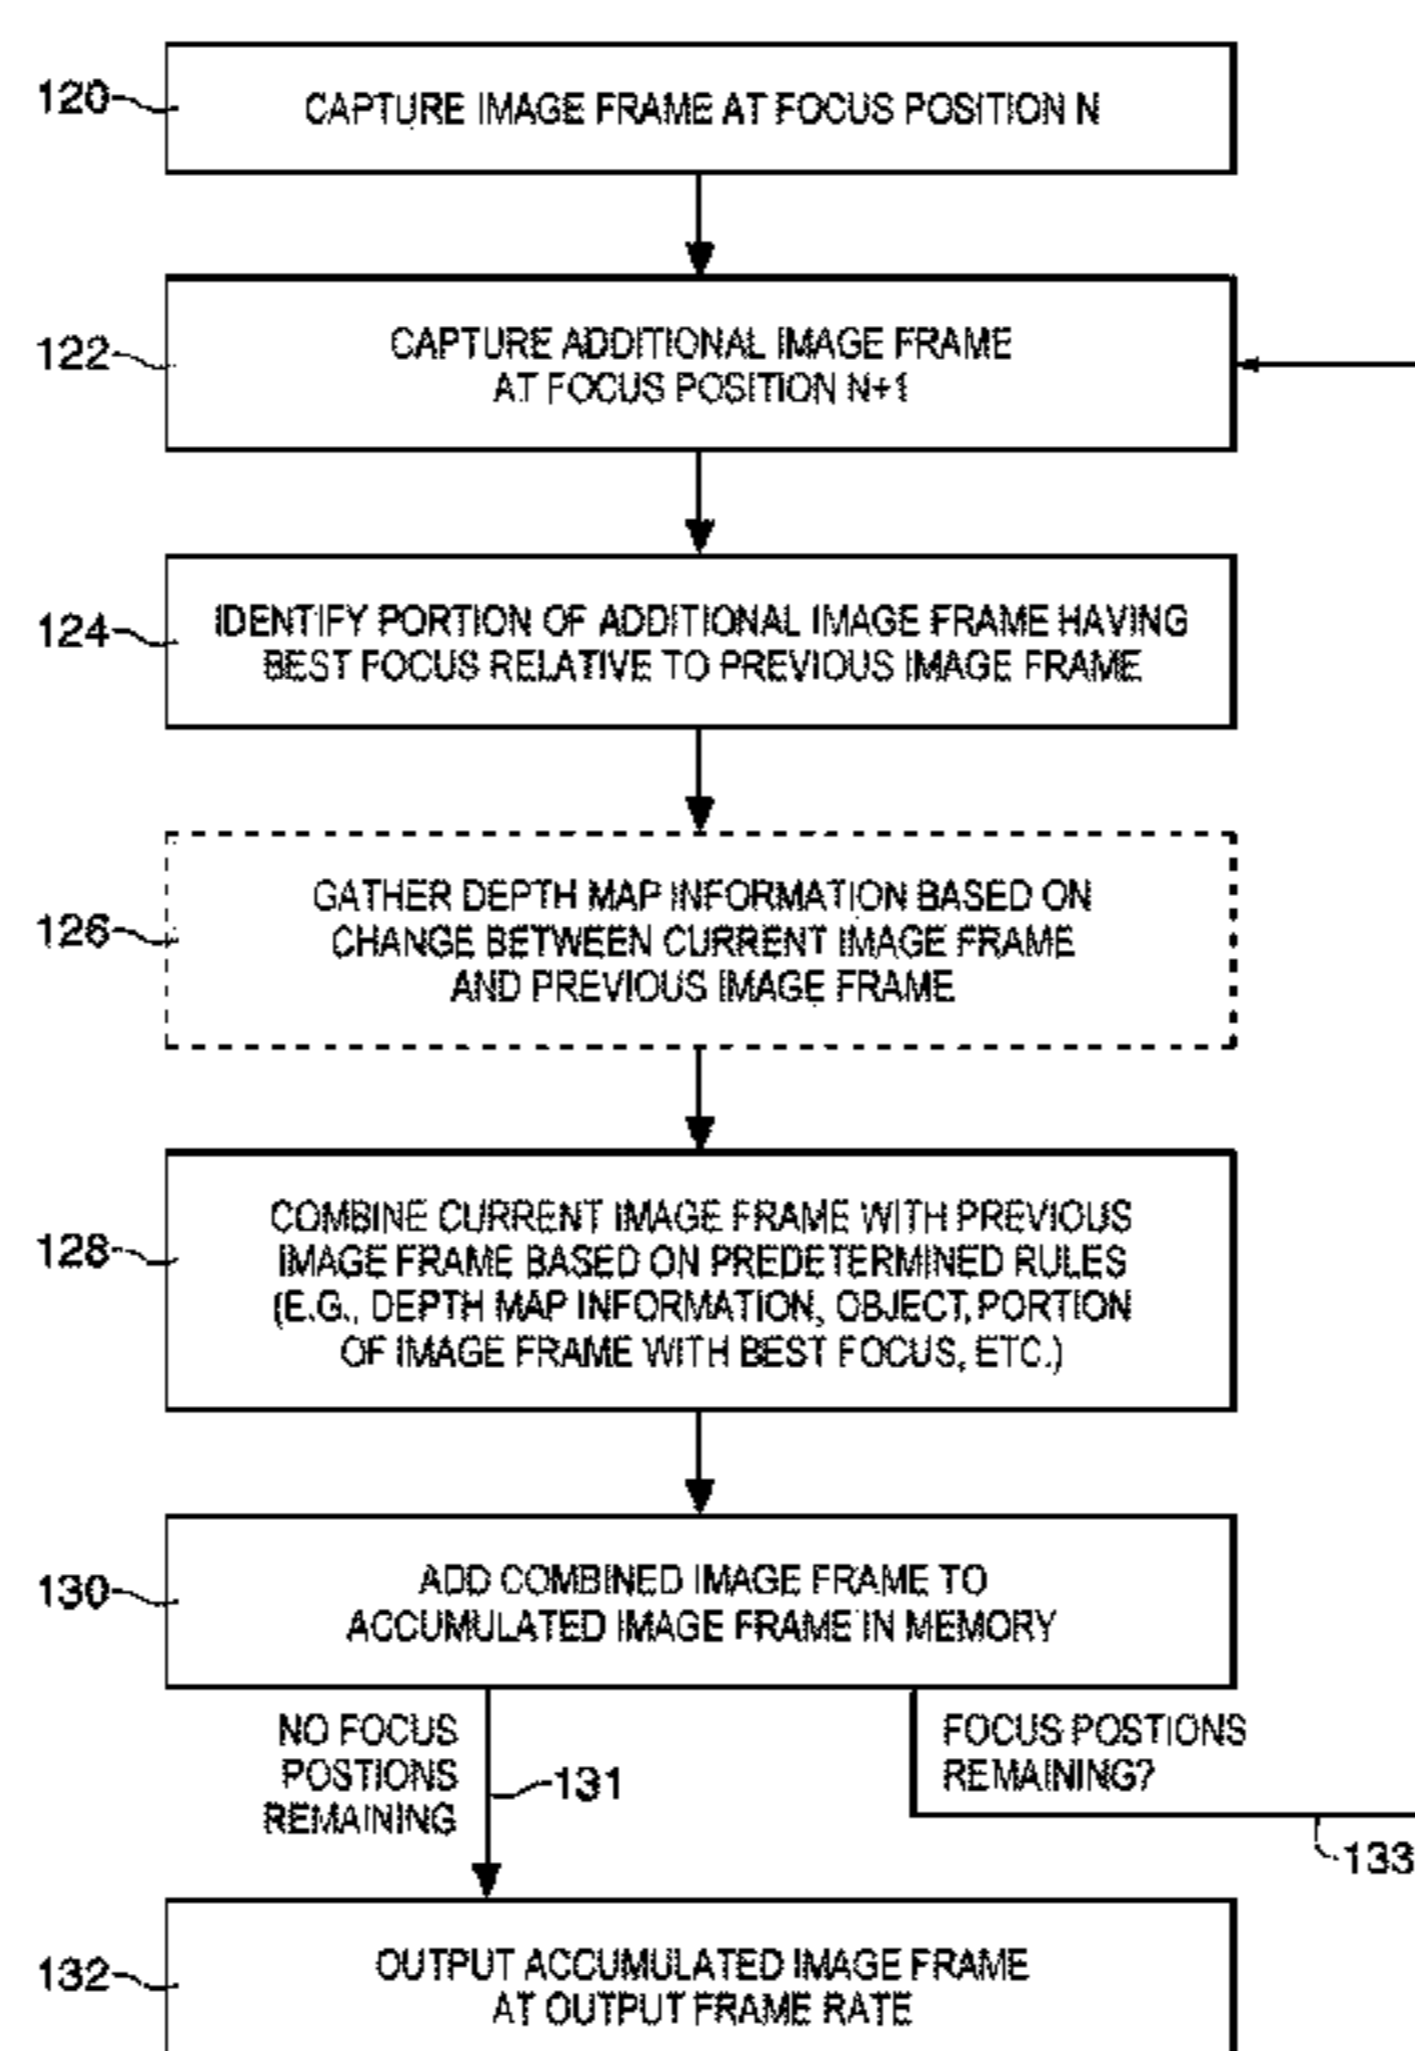 120
CAPTURE IMAGE FRAME AT FOCUS POSITION N
122
CAPTURE ADDITIONAL IMAGE FRAME
AT FOCUS POSITION N+1
124
IDENTIFY PORTION OF ADDITIONAL IMAGE FRAME HAVING
BEST FOCUS RELATIVE TO PREVIOUS IMAGE FRAME
126
GATHER DEPTH MAP INFORMATION BASED ON
CHANGE BETWEEN CURRENT IMAGE FRAME
AND PREVIOUS IMAGE FRAME
128
COMBINE CURRENT IMAGE FRAME WITH PREVIOUS
IMAGE FRAME BASED ON PREDETERMINED RULES
(E.G., DEPTH MAP INFORMATION, OBJECT, PORTION
OF IMAGE FRAME WITH BEST FOCUS, ETC.)
130
ADD COMBINED IMAGE FRAME TO
ACCUMULATED IMAGE FRAME IN MEMORY
NO FOCUS
POSTIONS
REMAINING
131
FOCUS POSTIONS
REMAINING?
133
132
OUTPUT ACCUMULATED IMAGE FRAME
AT OUTPUT FRAME RATE